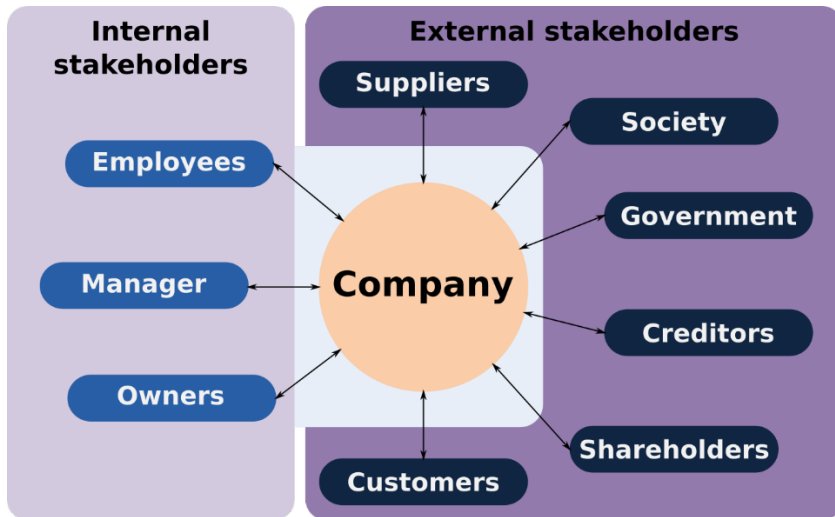 Internal
stakeholders
External stakeholders
Suppliers
Society
Employees
Government
Manager
Company
Creditors
Owners
Shareholders
Customers